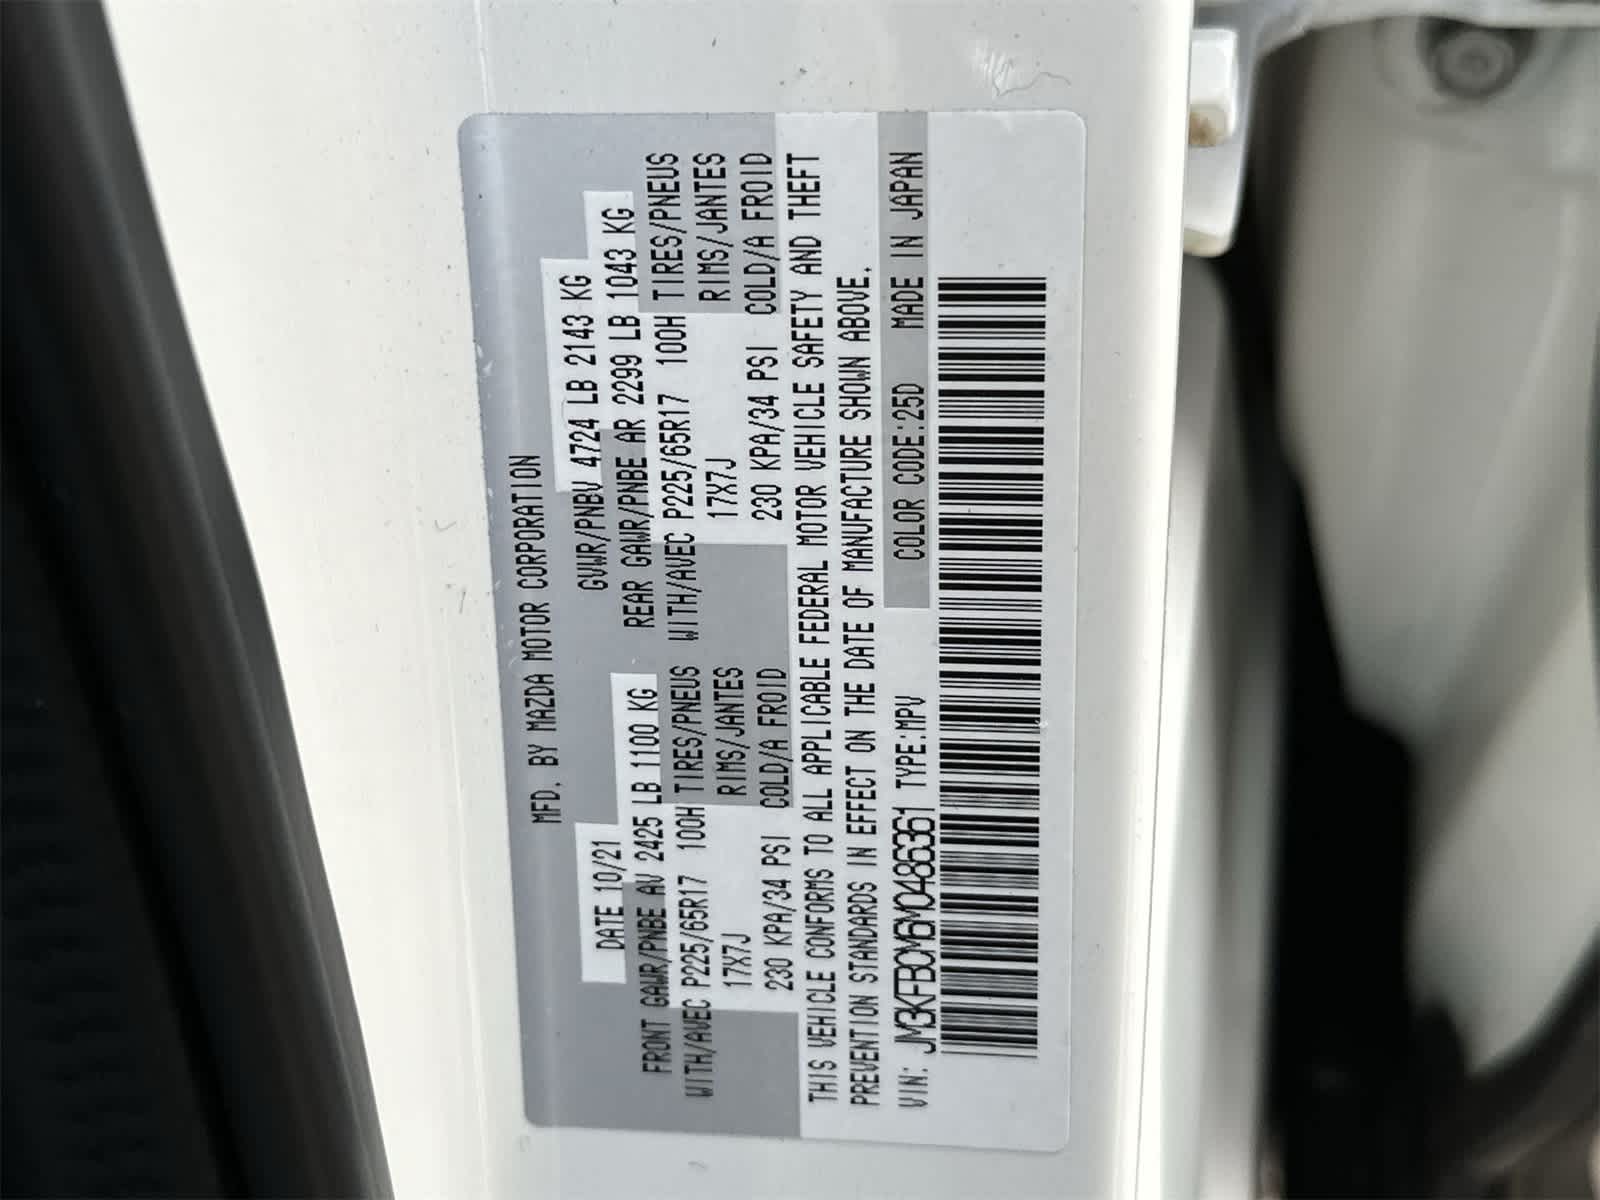 MFD. BY MAZDA MOTOR CORPORATION
DATE 10/21 GVWR/PNBV 4724 LB 2143 KG
FRONT GAWR/PNBE AV 2425 LB 1100 KG REAR GAWR/PNBE AR 2299 LB 1043 KG
WITH/AVEC P225/65R17 100H TIRES/PNEUS WITH/AVEC P225/65R17 100H TIRES/PNEUS
17X7J RIMS/JANTES 17X7J RIMS/JANTES
230 KPA/34 PSI COLD/A FROID 230 KPA/34 PSI COLD/A FROID
THIS VEHICLE CONFORMS TO ALL APPLICABLE FEDERAL MOTOR VEHICLE SAFETY AND THEFT
PREVENTION STANDARDS IN EFFECT ON THE DATE OF MANUFACTURE SHOWN ABOVE.
VIN: JM3KFBCM6M0486361 TYPE:MPV COLOR CODE:25D MADE IN JAPAN